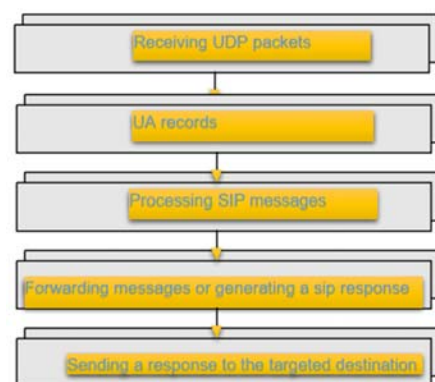 Receiving UDP packets
UA records
Processing SIP messages
Forwarding messages or generating a sip response
Sending a response to the targeted destination